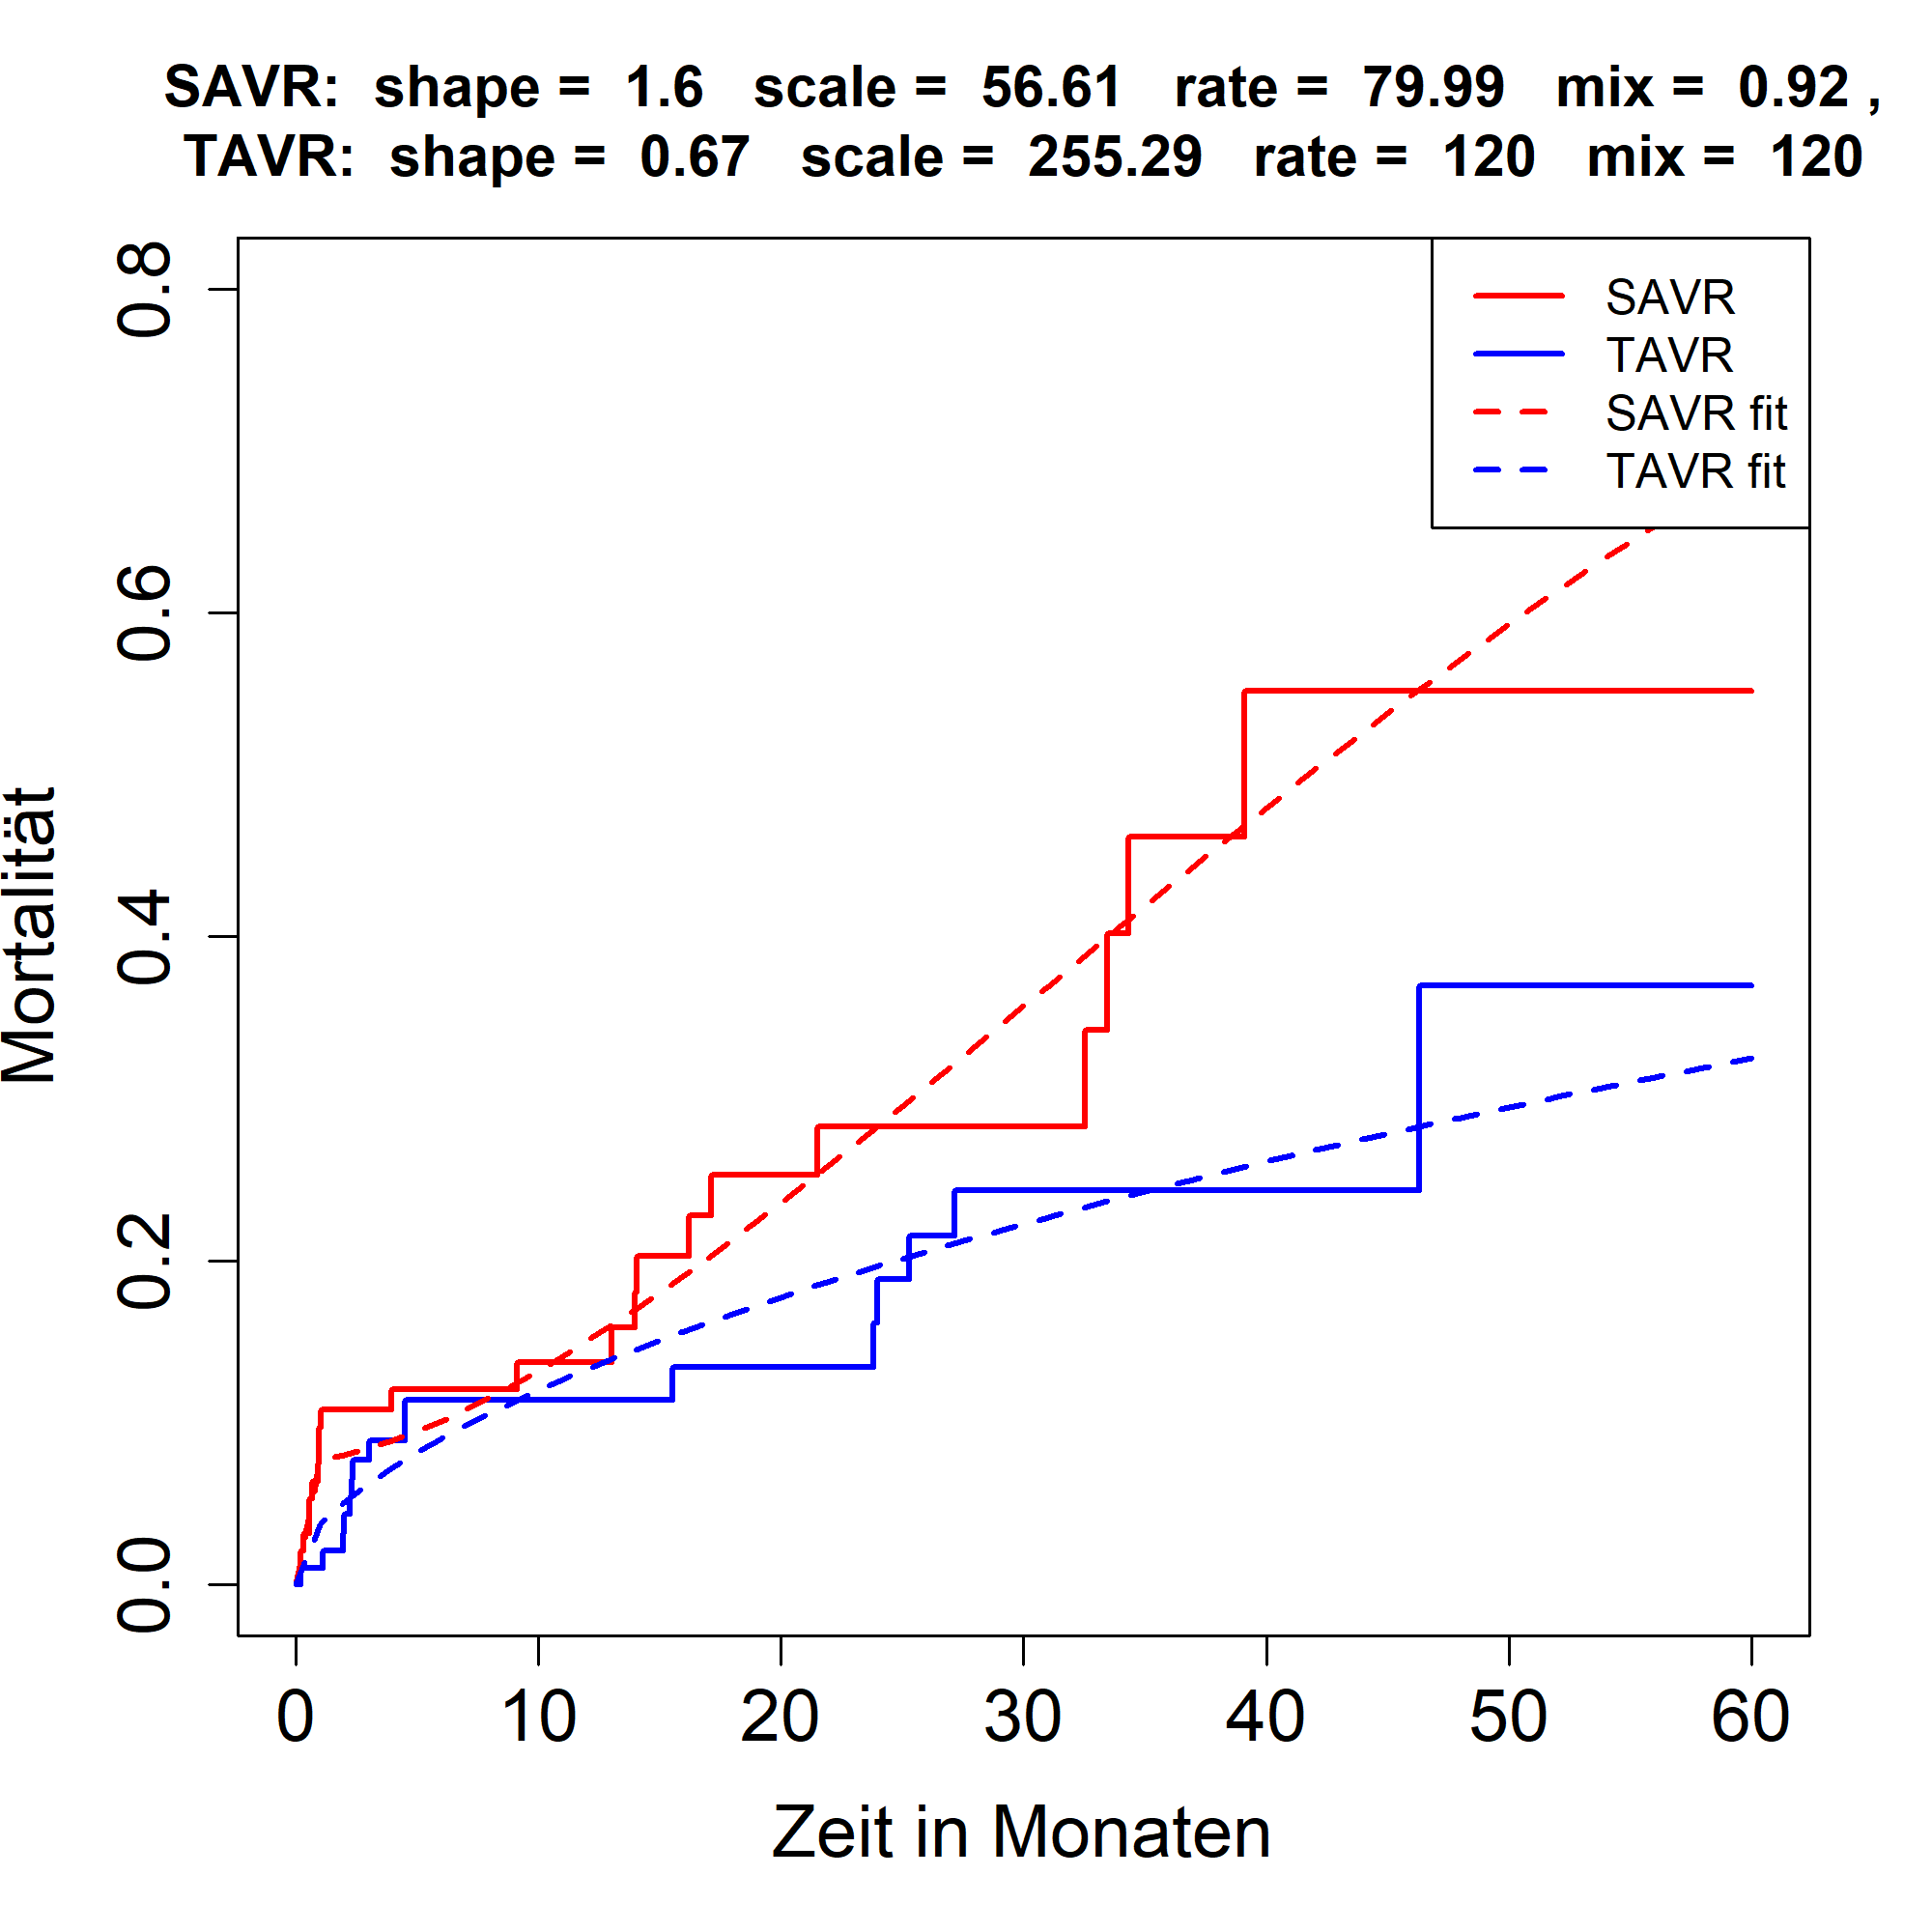 SAVR: shape = 1.6 scale = 56.61 rate = 79.99 mix = 0.92 ,
TAVR: shape = 0.67 scale = 255.29 rate = 120 mix = 120
SAVR
TAVR
SAVR fit
TAVR fit
0.8
0.6
0.4
0.2
0.0
Mortalität
0 10 20 30 40 50 60
Zeit in Monaten